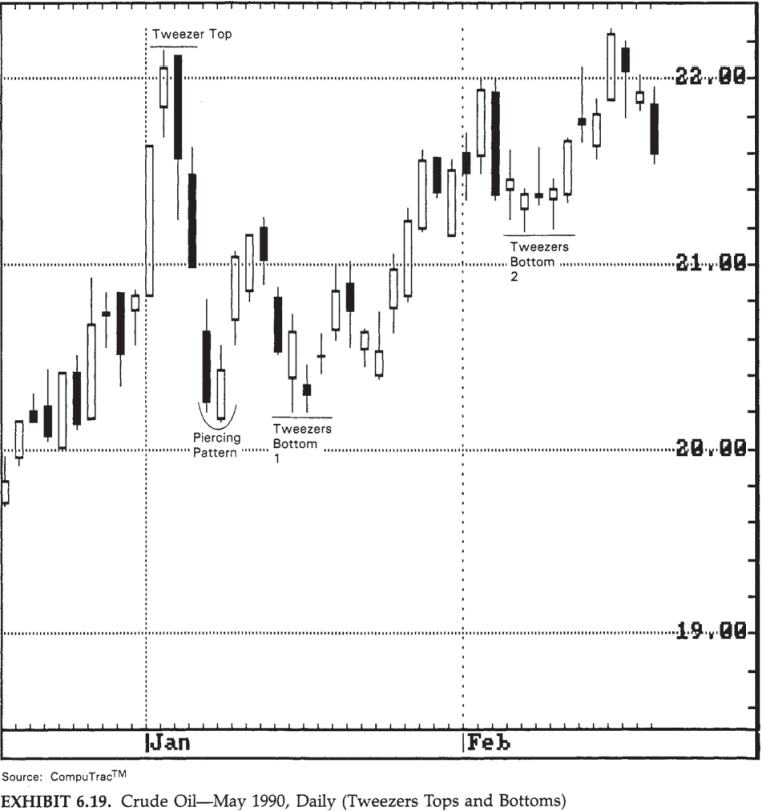 Tweezer Top
22.00
21.00
Tweezers
Bottom
2
Piercing
Pattern
Tweezers
Bottom
1
20.00
19.00
Jan
Feb
Source: CompuTrac™
EXHIBIT 6.19. Crude Oil—May 1990, Daily (Tweezers Tops and Bottoms)